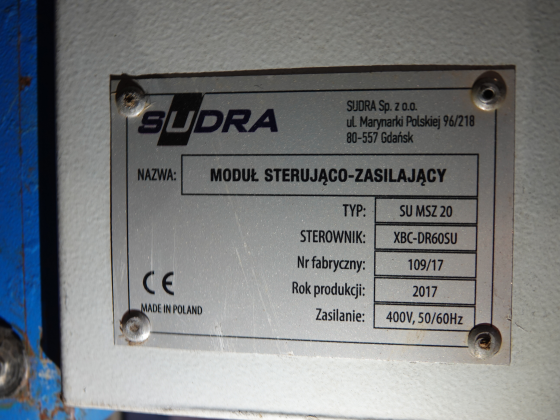 SUDRA
SUDRA Sp. z o.o.
ul. Marynarki Polskiej 96/218
80-557 Gdańsk
NAZWA: MODUŁ STERUJĄCO-ZASILAJĄCY
TYP: SU MSZ 20
STEROWNIK: XBC-DR60SU
Nr fabryczny: 109/17
Rok produkcji: 2017
Zasilanie: 400V, 50/60Hz
CE
MADE IN POLAND